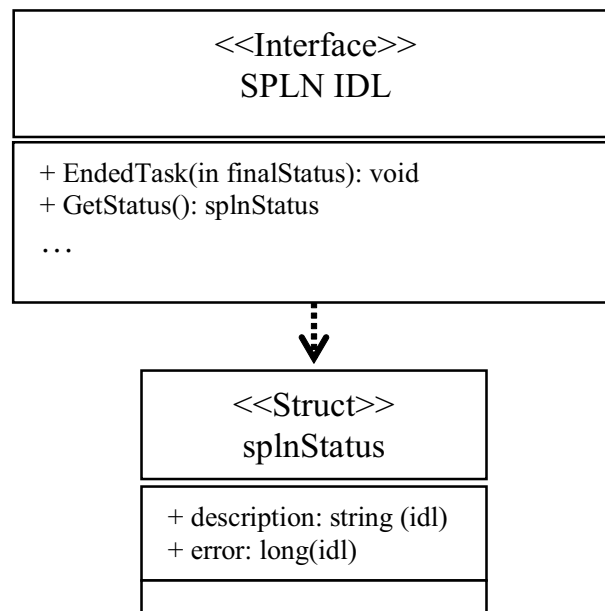 <<Interface>>
SPLN IDL
+ EndedTask(in finalStatus): void
+ GetStatus(): splnStatus
…
<<Struct>>
splnStatus
+ description: string (idl)
+ error: long(idl)